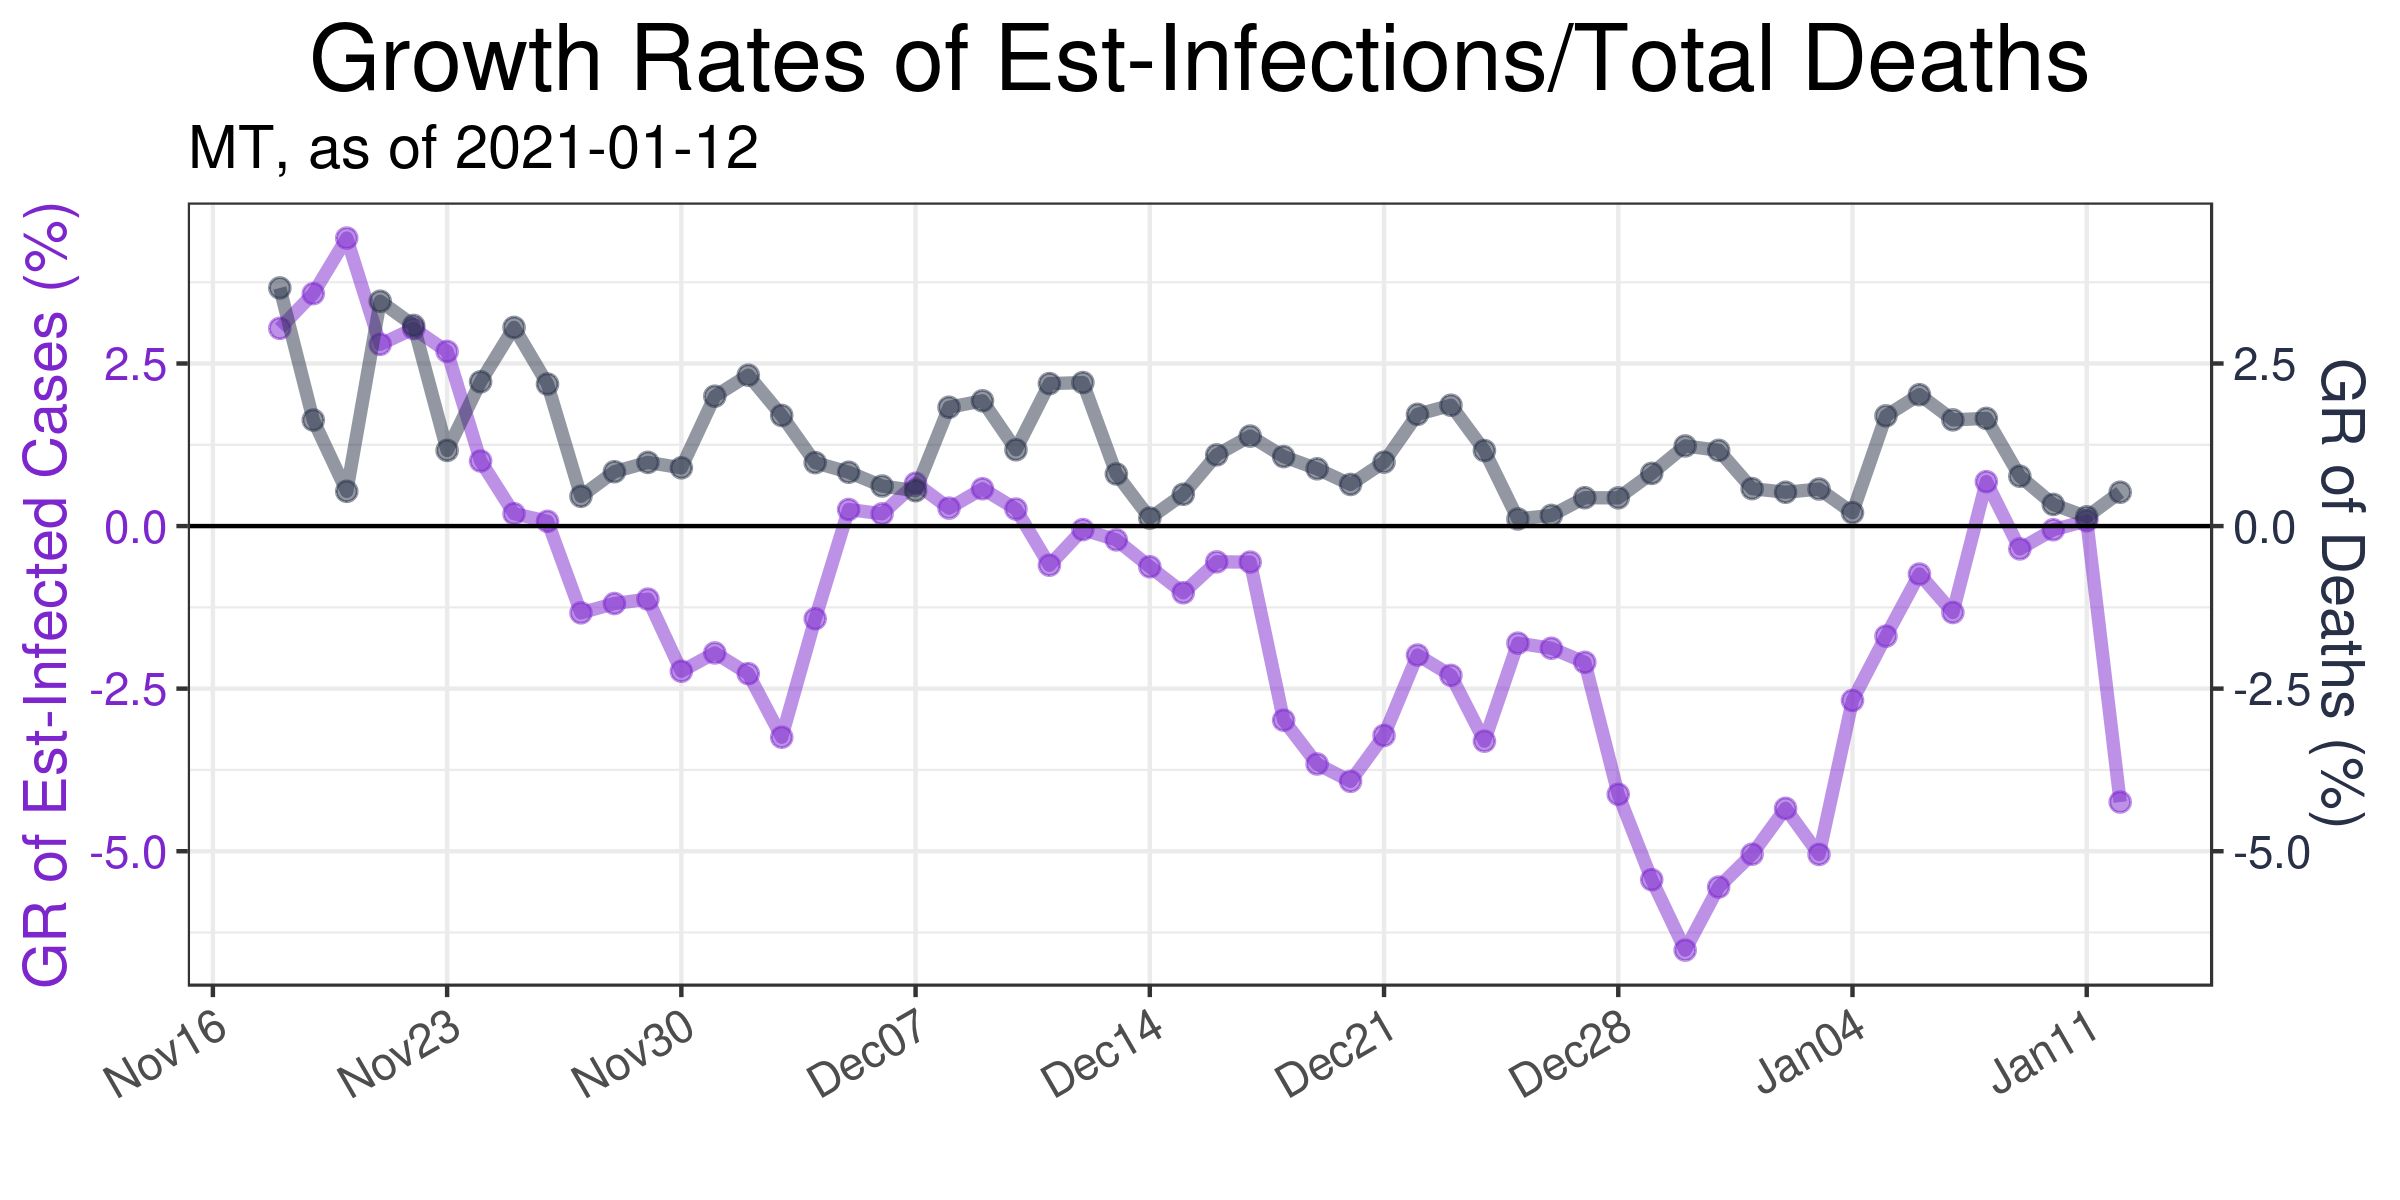 Growth Rates of Est-Infections/Total Deaths
MT, as of 2021-01-12
GR of Est-Infected Cases (%)
2.5
0.0
-2.5
-5.0
2.5
0.0
-2.5
-5.0
GR of Deaths (%)
Nov16
Nov23
Nov30
Dec07
Dec14
Dec21
Dec28
Jan04
Jan11